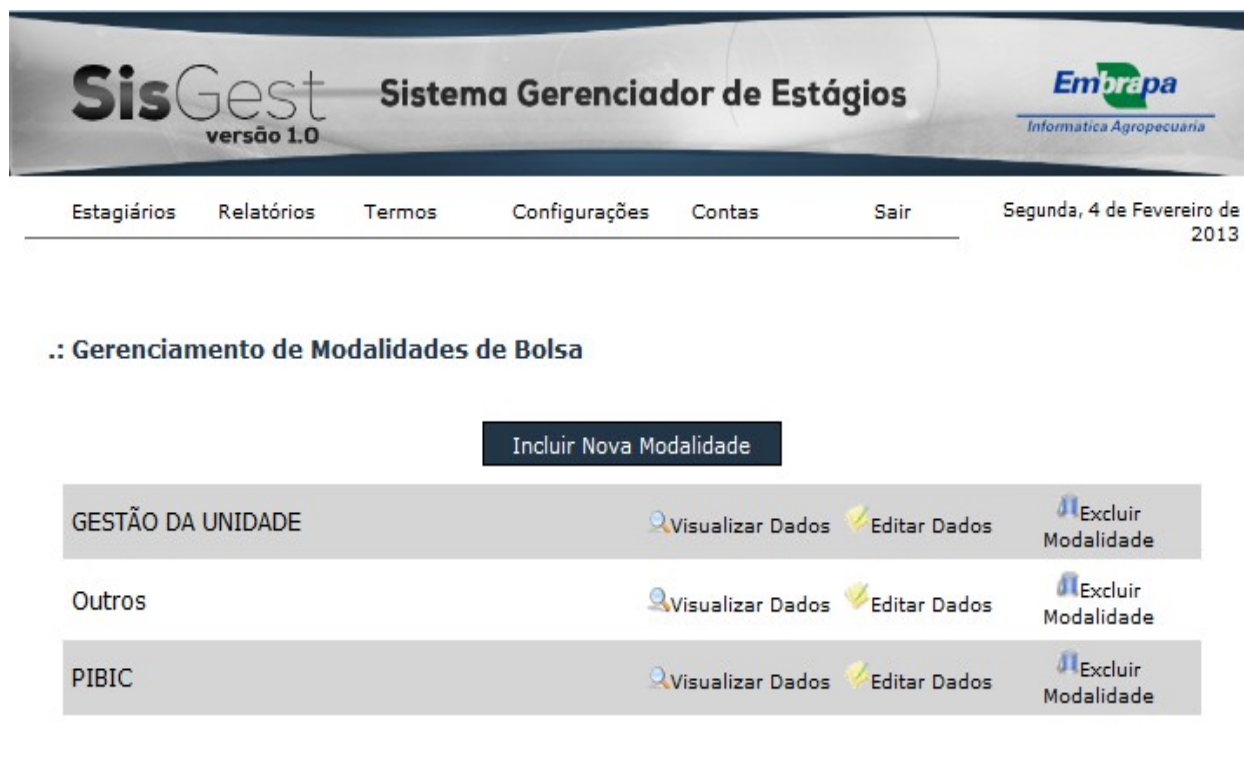 SisGest
versão 1.0
Sistema Gerenciador de Estágios
Embrapa
Informática Agropecuária
Estagiários Relatórios Termos Configurações Contas Sair
Segunda, 4 de Fevereiro de
2013
.: Gerenciamento de Modalidades de Bolsa
Incluir Nova Modalidade
GESTÃO DA UNIDADE Visualizar Dados Editar Dados Excluir
Modalidade
Outros Visualizar Dados Editar Dados Excluir
Modalidade
PIBIC Visualizar Dados Editar Dados Excluir
Modalidade